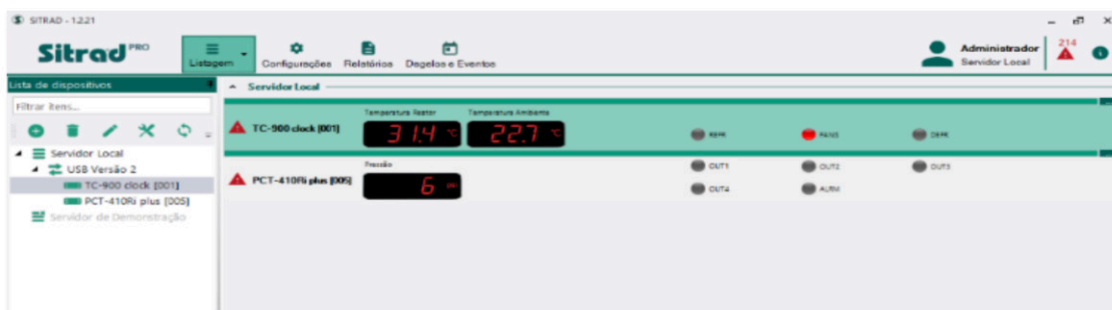 SITRAD - 1.2.21
Sitrad PRO
Listagem
Configurações
Relatórios
Degelos e Eventos
Administrador
Servidor Local
214
Lista de dispositivos
Servidor Local
Filtrar itens...
TC-900 clock [001]
Temperatura Reator
31.4 °C
Temperatura Ambiente
22.7 °C
REFR
FANS
DEFR
Servidor Local
USB Versão 2
TC-900 clock [001]
PCT-410Ri plus [005]
Servidor de Demonstração
PCT-410Ri plus [005]
Pressão
6
OUT1
OUT2
OUT3
OUT4
ALRM